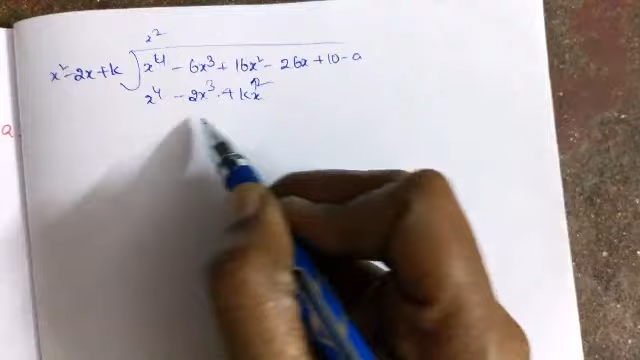 x²
x²-2x+k) x⁴ - 6x³ + 16x² - 26x + 10 - a
x⁴ - 2x³ + kx²
a